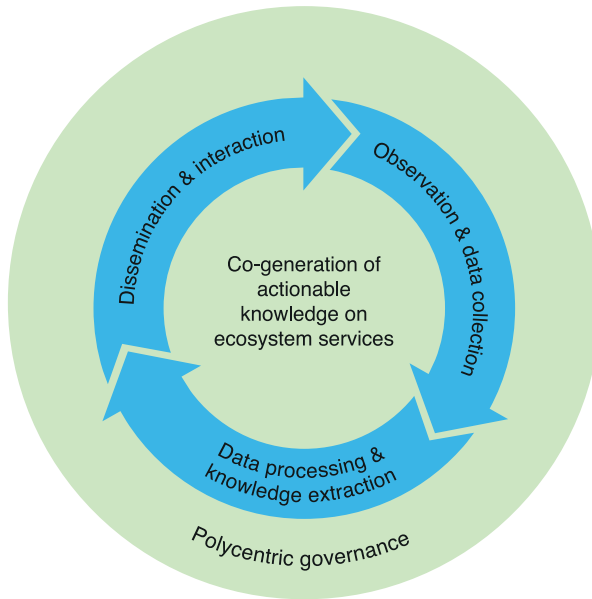 Dissemination & interaction
Observation & data collection
Co-generation of
actionable
knowledge on
ecosystem services
Data processing &
knowledge extraction
Polycentric governance